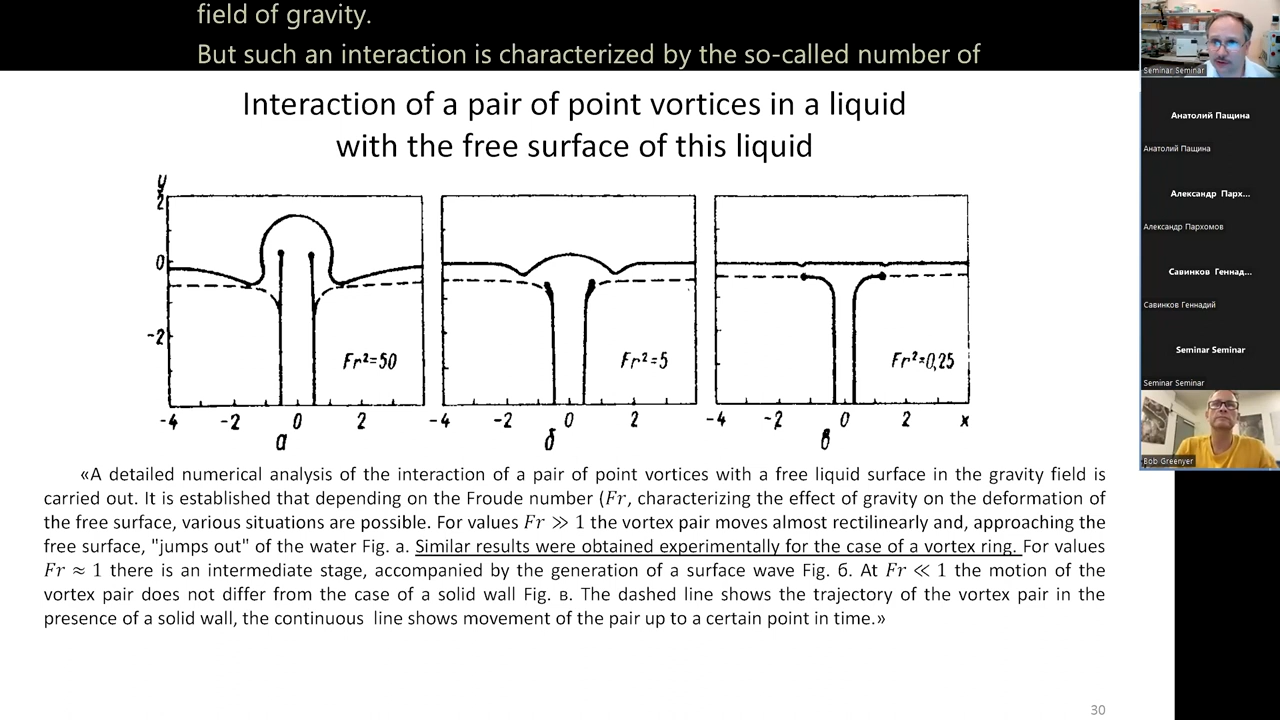 field of gravity.
But such an interaction is characterized by the so-called number of
Interaction of a pair of point vortices in a liquid
with the free surface of this liquid
y
2
0
-2
Fr²=50
Fr²=5
Fr²=0,25
-4 -2 0 2
-4 -2 0 2
-4 -2 0 2 x
а
б
в
«A detailed numerical analysis of the interaction of a pair of point vortices with a free liquid surface in the gravity field is
carried out. It is established that depending on the Froude number (Fr, characterizing the effect of gravity on the deformation of
the free surface, various situations are possible. For values Fr ≫ 1 the vortex pair moves almost rectilinearly and, approaching the
free surface, "jumps out" of the water Fig. a. Similar results were obtained experimentally for the case of a vortex ring. For values
Fr ≈ 1 there is an intermediate stage, accompanied by the generation of a surface wave Fig. б. At Fr ≪ 1 the motion of the
vortex pair does not differ from the case of a solid wall Fig. в. The dashed line shows the trajectory of the vortex pair in the
presence of a solid wall, the continuous line shows movement of the pair up to a certain point in time.»
30
Seminar Seminar
Анатолий Пащина
Анатолий Пащина
Александр Парх...
Александр Пархомов
Савинков Геннад...
Савинков Геннадий
Seminar Seminar
Seminar Seminar
Bob Greenyer